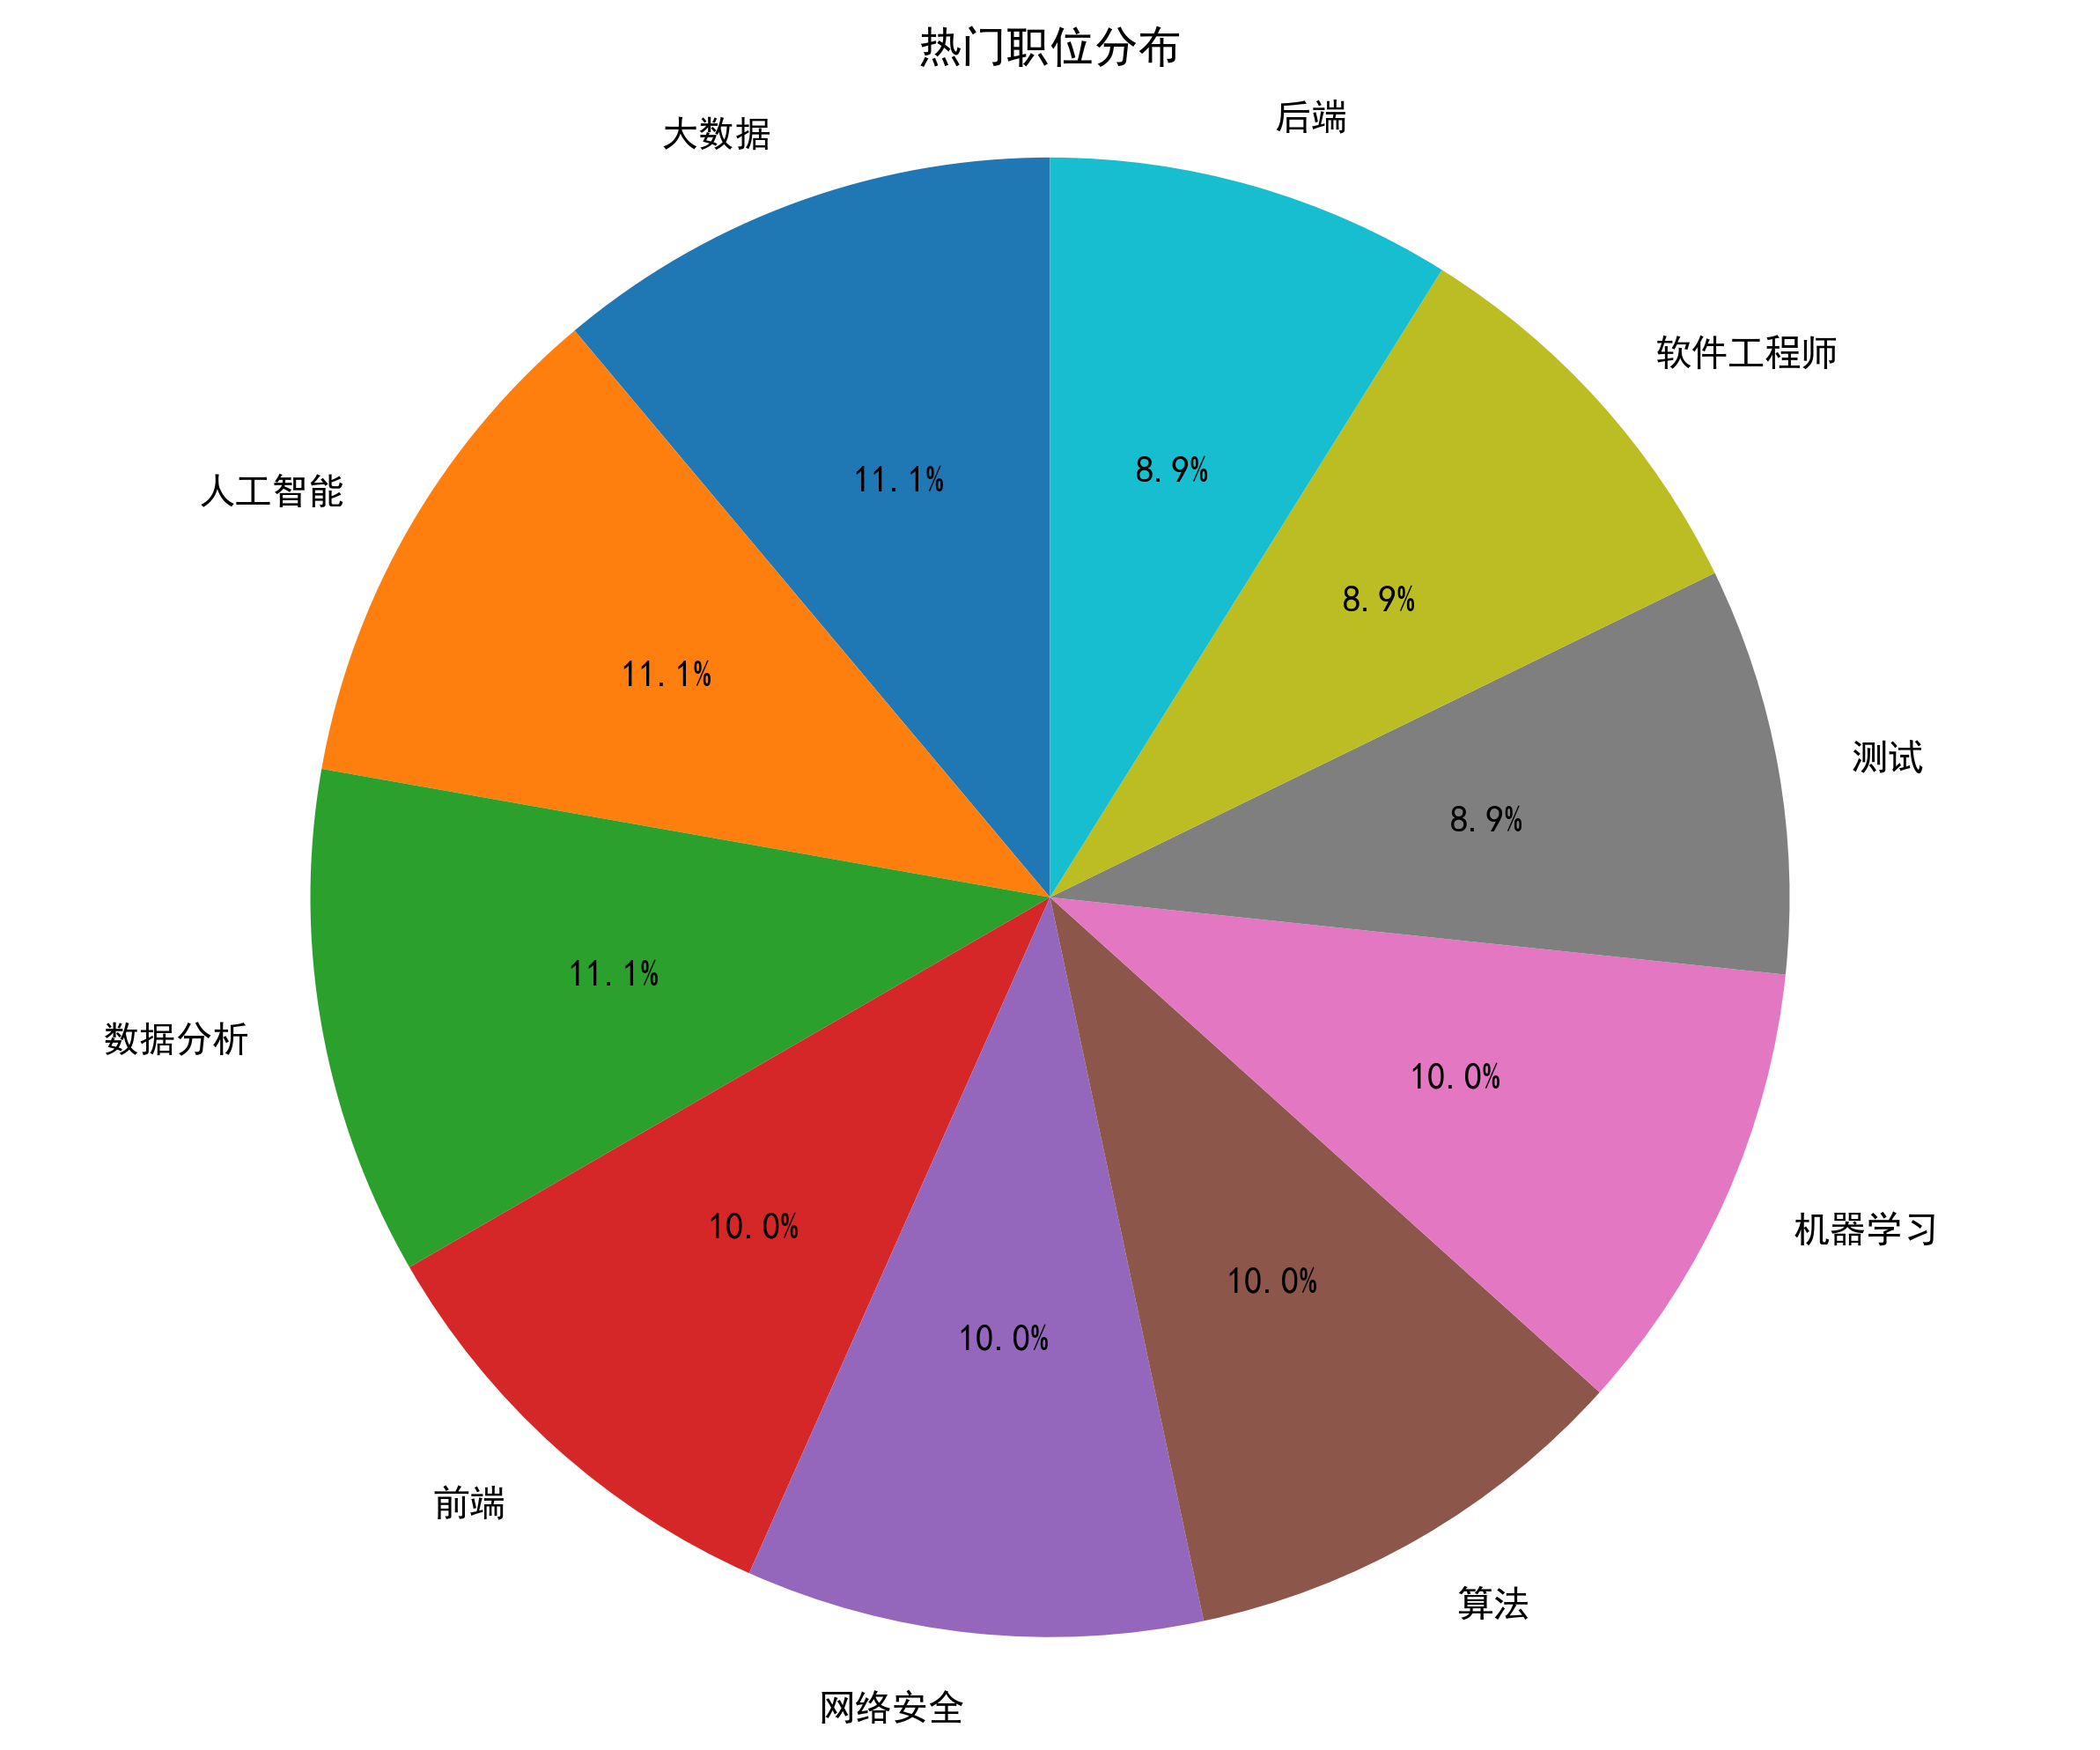 热门职位分布
后端
大数据
软件工程师
8.9%
11.1%
人工智能
8.9%
11.1%
测试
8.9%
11.1%
数据分析
10.0%
机器学习
10.0%
10.0%
10.0%
前端
算法
网络安全